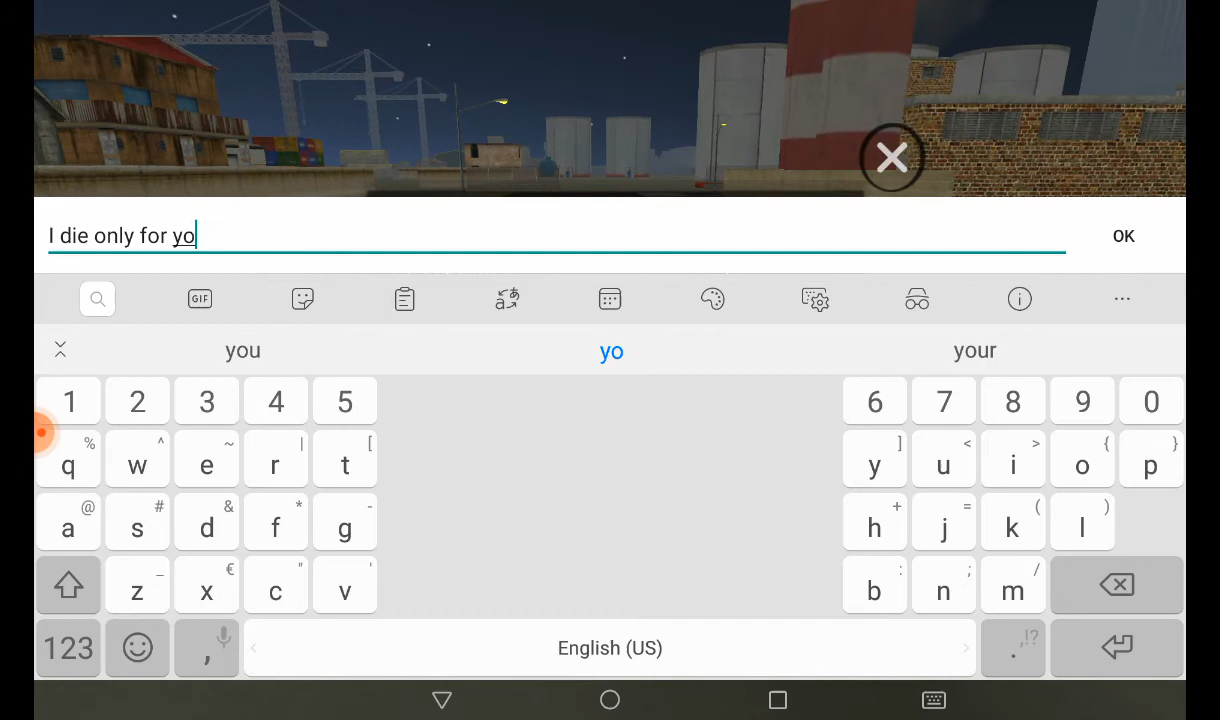 I die only for yo
OK
GIF
you yo your
1 2 3 4 5 6 7 8 9 0
% ^ ~ | [ ] < > { }
q w e r t y u i o p
@ # & * - + = ( )
a s d f g h j k l
_ € " ' : ; /
z x c v b n m
123 , English (US) . ,!?